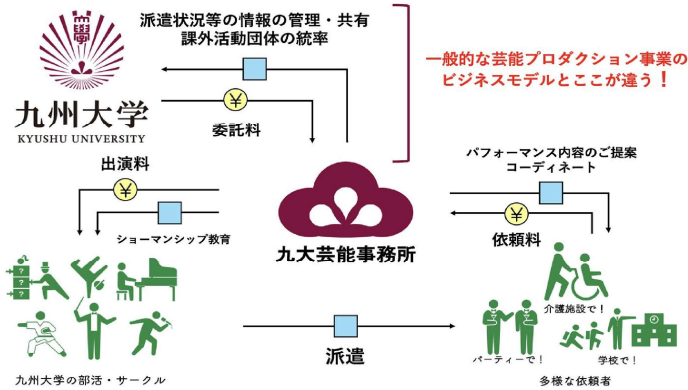 派遣状況等の情報の管理・共有
課外活動団体の統率
一般的な芸能プロダクション事業の
ビジネスモデルとここが違う！
¥
委託料
九州大学
KYUSHU UNIVERSITY
出演料
¥
ショーマンシップ教育
九大芸能事務所
パフォーマンス内容のご提案
コーディネート
¥
依頼料
介護施設で！
? ? ?
九州大学の部活・サークル
派遣
パーティーで！
学校で！
多様な依頼者